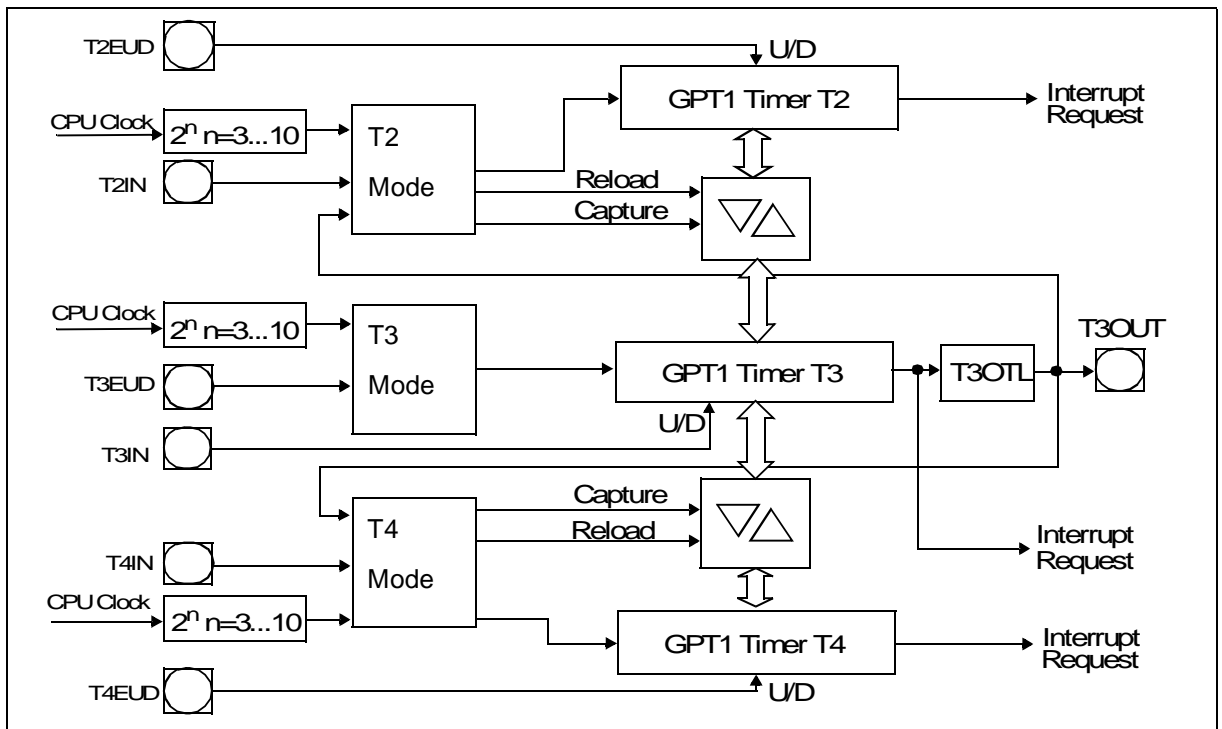 T2EUD
U/D
GPT1 Timer T2
Interrupt
Request
CPU Clock
2ⁿ n=3...10
T2
Mode
T2IN
Reload
Capture
CPU Clock
2ⁿ n=3...10
T3
Mode
T3OUT
T3EUD
GPT1 Timer T3
T3OTL
U/D
T3IN
Capture
T4
Reload
Mode
Interrupt
Request
T4IN
CPU Clock
2ⁿ n=3...10
GPT1 Timer T4
Interrupt
Request
T4EUD
U/D